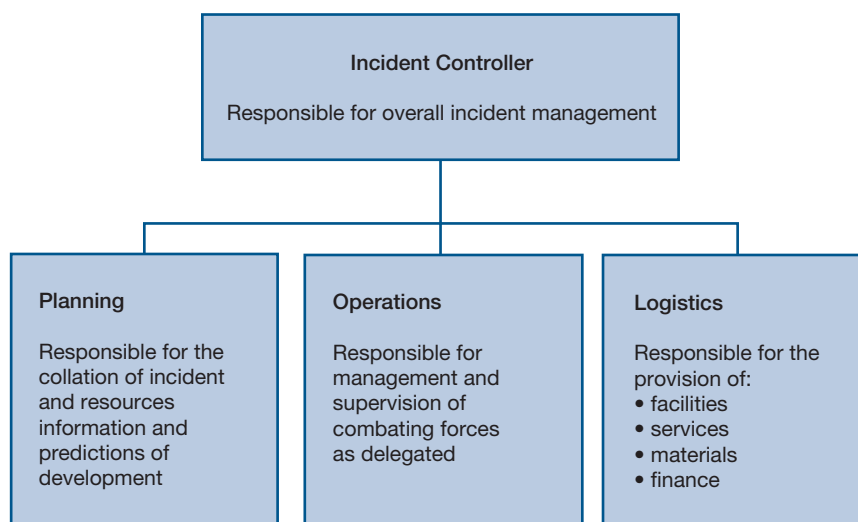 Incident Controller
Responsible for overall incident management
Planning
Responsible for the
collation of incident
and resources
information and
predictions of
development
Operations
Responsible for
management and
supervision of
combating forces
as delegated
Logistics
Responsible for the
provision of:
• facilities
• services
• materials
• finance